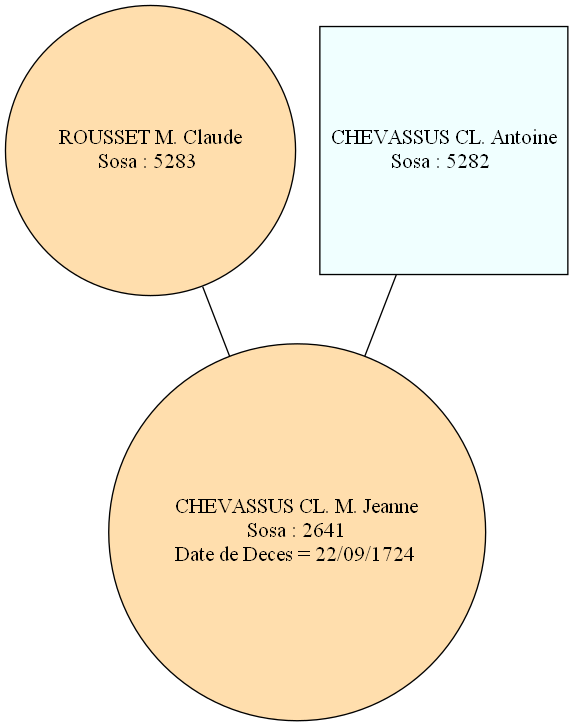 ROUSSET M. Claude
Sosa : 5283
CHEVASSUS CL. Antoine
Sosa : 5282
CHEVASSUS CL. M. Jeanne
Sosa : 2641
Date de Deces = 22/09/1724